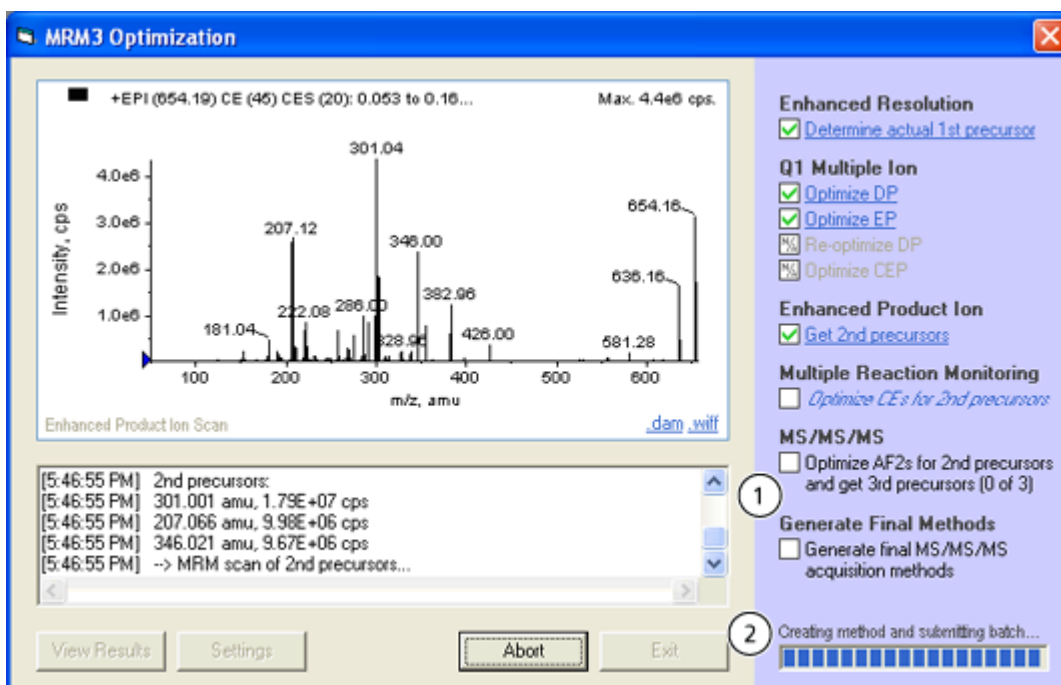 MRM3 Optimization
+EPI (654.19) CE (45) CES (20): 0.053 to 0.16...
Max. 4.4e6 cps.
Intensity, cps
4.0e6
3.0e6
2.0e6
1.0e6
301.04
654.16
207.12
346.00
636.16
382.96
222.08
286.00
181.04
328.96
426.00
581.28
100
200
300
400
500
600
m/z, amu
Enhanced Product Ion Scan
.dam .wiff
[5:46:55 PM] 2nd precursors:
[5:46:55 PM] 301.001 amu, 1.79E+07 cps
[5:46:55 PM] 207.066 amu, 9.98E+06 cps
[5:46:55 PM] 346.021 amu, 9.67E+06 cps
[5:46:55 PM] --> MRM scan of 2nd precursors...
View Results
Settings
Abort
Exit
Enhanced Resolution
Determine actual 1st precursor
Q1 Multiple Ion
Optimize DP
Optimize EP
N/A Re-optimize DP
N/A Optimize CEP
Enhanced Product Ion
Get 2nd precursors
Multiple Reaction Monitoring
Optimize CEs for 2nd precursors
MS/MS/MS
Optimize AF2s for 2nd precursors
and get 3rd precursors (0 of 3)
1
Generate Final Methods
Generate final MS/MS/MS
acquisition methods
2
Creating method and submitting batch...